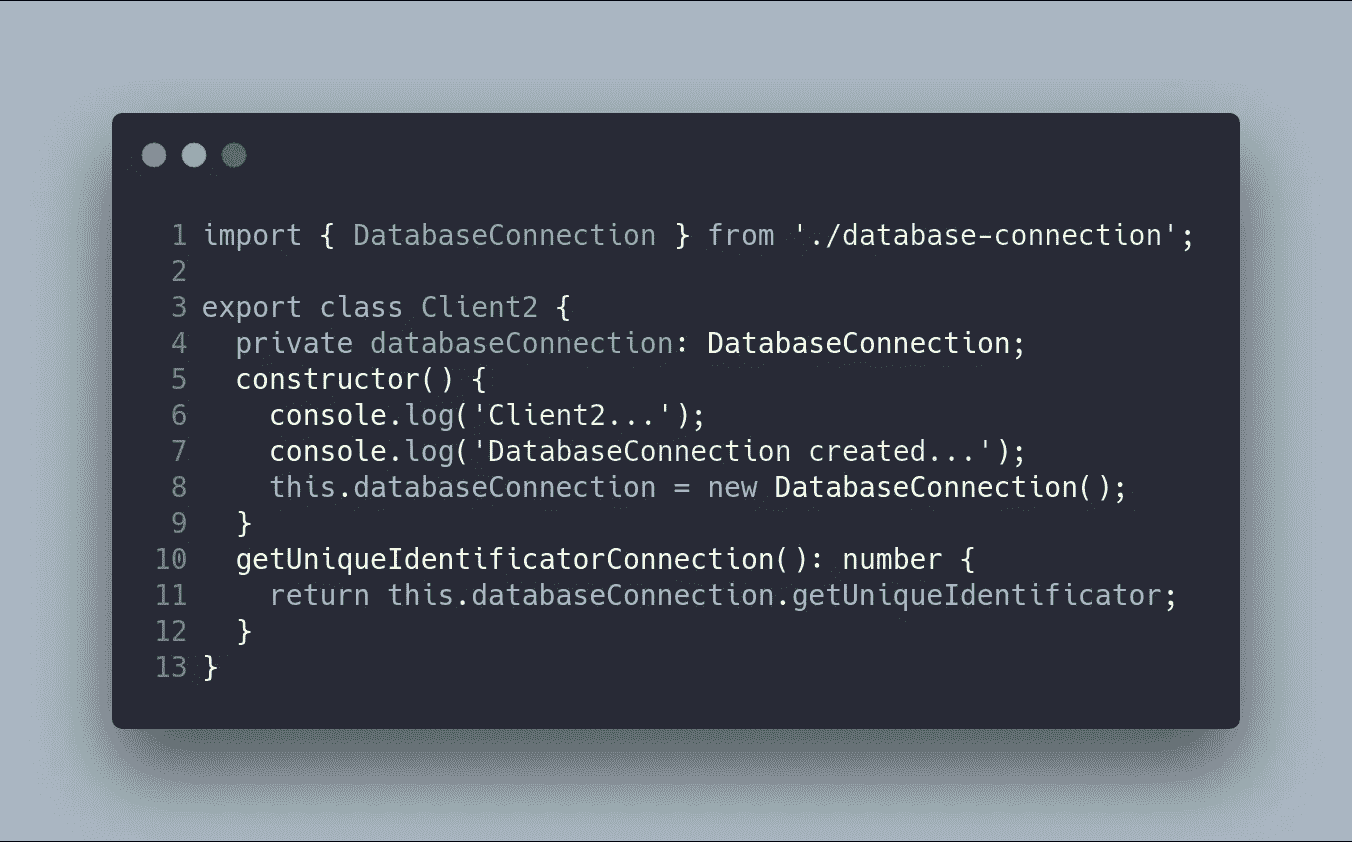 1 import { DatabaseConnection } from './database-connection';
2
3 export class Client2 {
4   private databaseConnection: DatabaseConnection;
5   constructor() {
6     console.log('Client2...');
7     console.log('DatabaseConnection created...');
8     this.databaseConnection = new DatabaseConnection();
9   }
10   getUniqueIdentificatorConnection(): number {
11     return this.databaseConnection.getUniqueIdentificator;
12   }
13 }